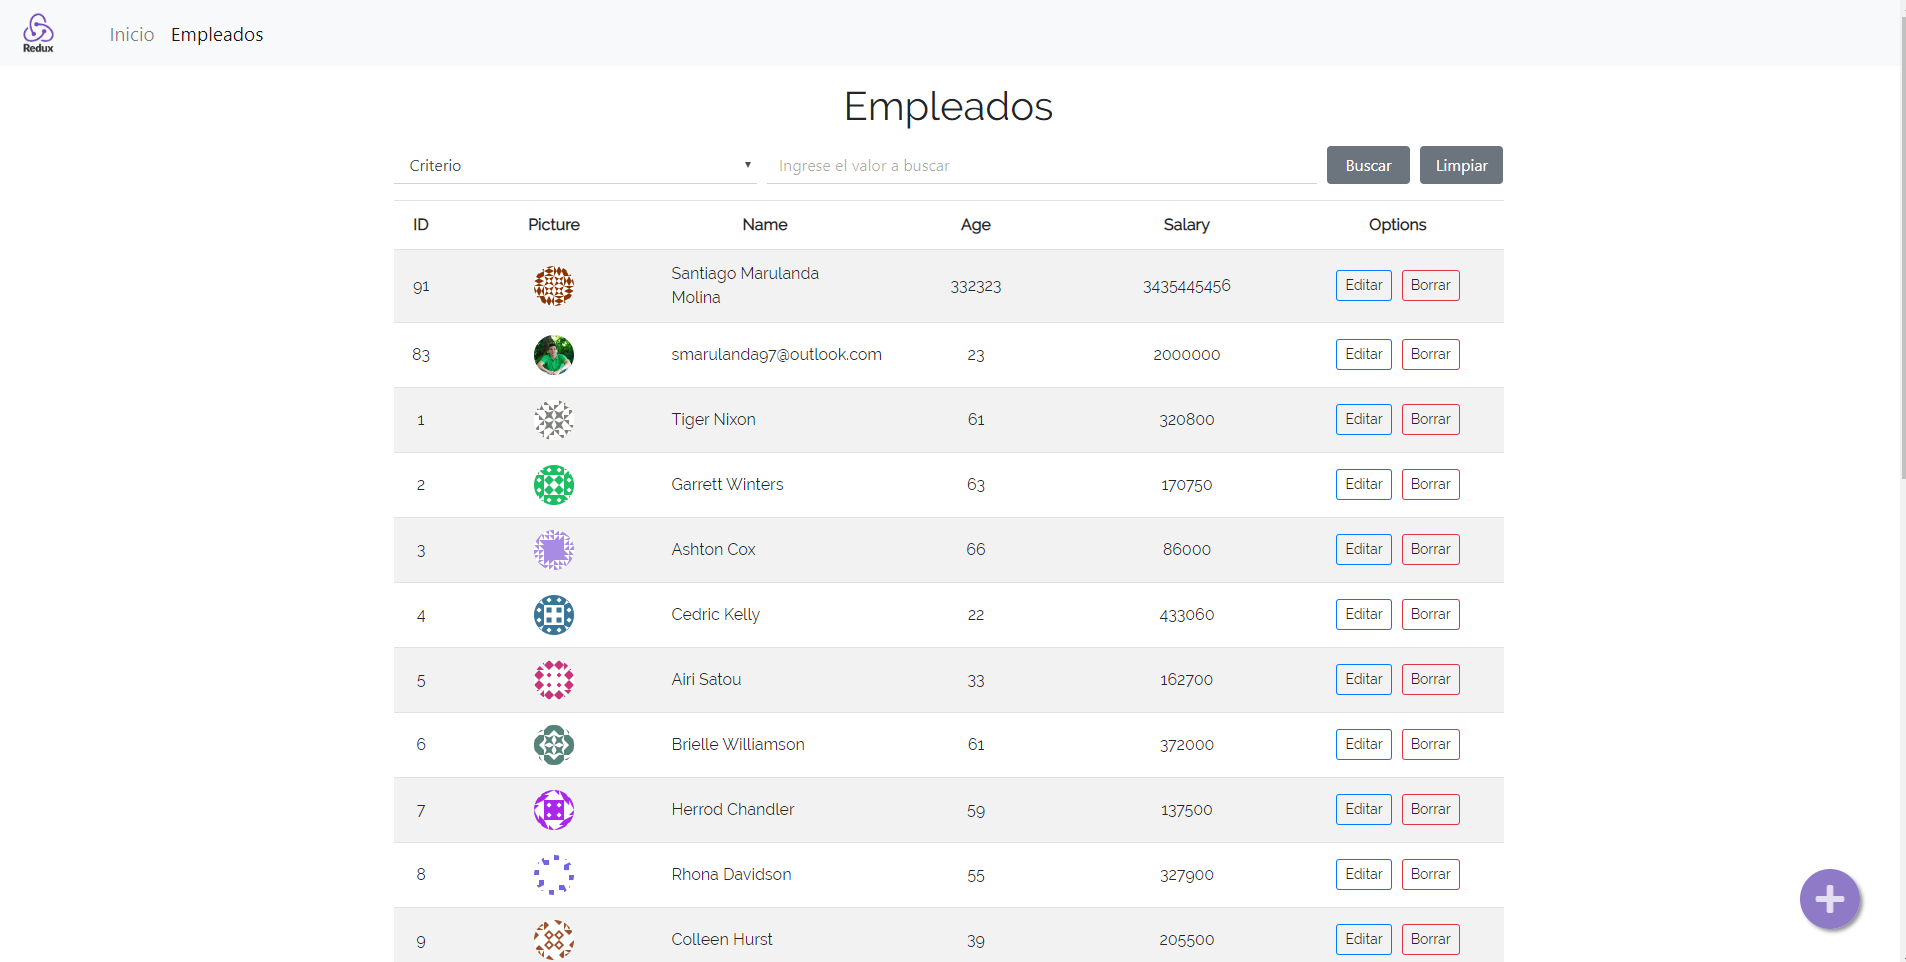 Redux
Inicio Empleados
Empleados
Criterio Ingrese el valor a buscar Buscar Limpiar
ID Picture Name Age Salary Options
91 Santiago Marulanda Molina 332323 3435445456 Editar Borrar
83 smarulanda97@outlook.com 23 2000000 Editar Borrar
1 Tiger Nixon 61 320800 Editar Borrar
2 Garrett Winters 63 170750 Editar Borrar
3 Ashton Cox 66 86000 Editar Borrar
4 Cedric Kelly 22 433060 Editar Borrar
5 Airi Satou 33 162700 Editar Borrar
6 Brielle Williamson 61 372000 Editar Borrar
7 Herrod Chandler 59 137500 Editar Borrar
8 Rhona Davidson 55 327900 Editar Borrar
9 Colleen Hurst 39 205500 Editar Borrar